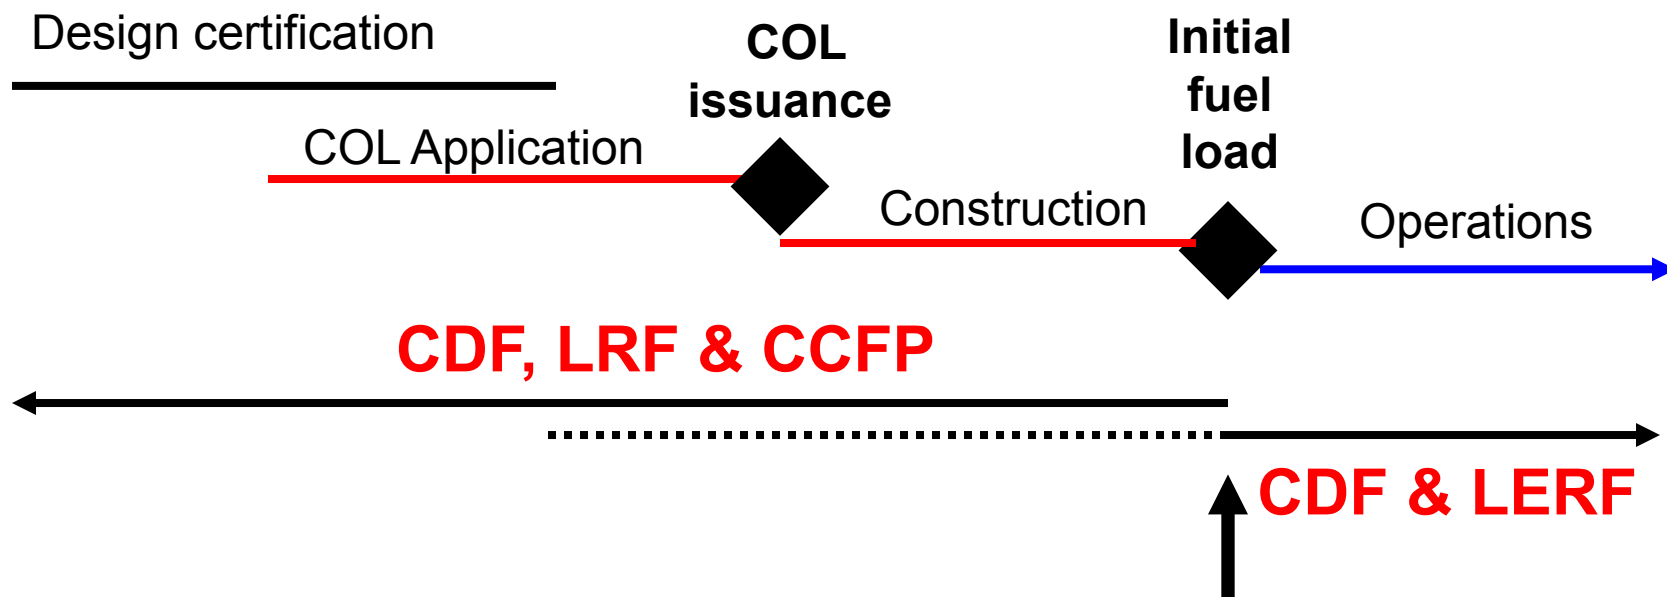 Design certification
COL
issuance
Initial
fuel
load
COL Application
Construction
Operations
CDF, LRF & CCFP
CDF & LERF